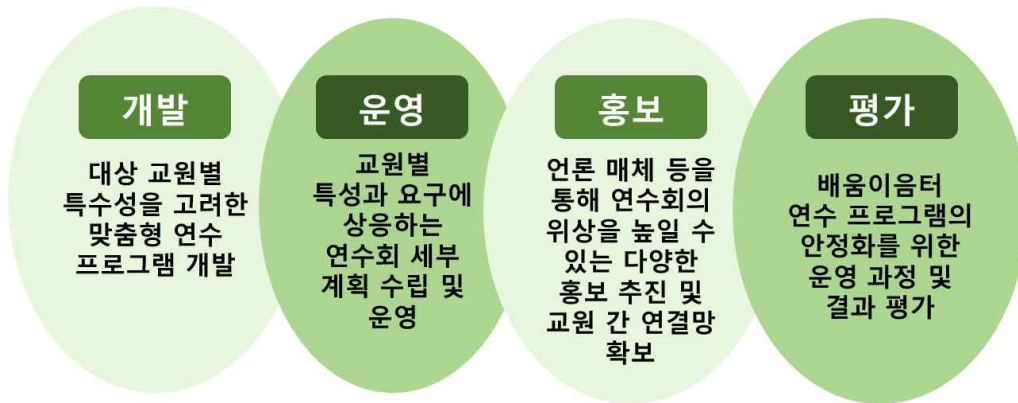 개발
대상 교원별
특수성을 고려한
맞춤형 연수
프로그램 개발
운영
교원별
특성과 요구에
상응하는
연수회 세부
계획 수립 및
운영
홍보
언론 매체 등을
통해 연수회의
위상을 높일 수
있는 다양한
홍보 추진 및
교원 간 연결망
확보
평가
배움이음터
연수 프로그램의
안정화를 위한
운영 과정 및
결과 평가